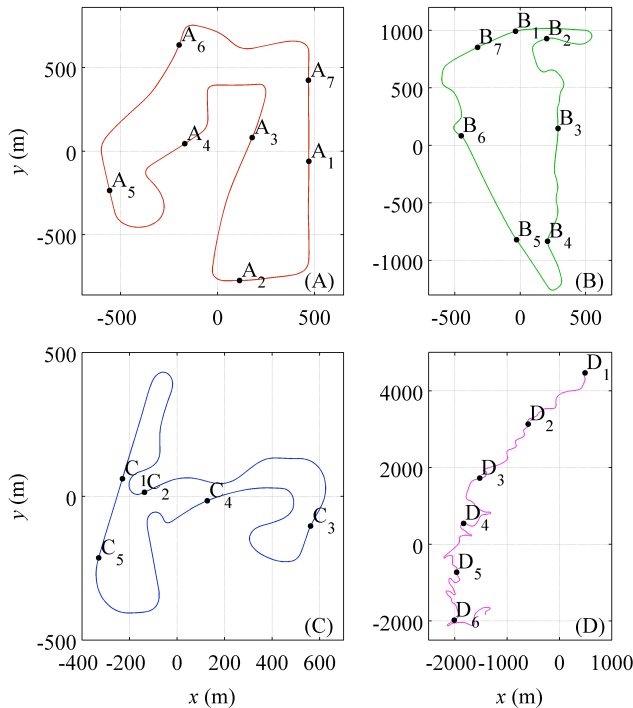 500
0
-500
y (m)
-500
0
500
A6
A7
A3
A4
A1
A5
A2
(A)
1000
500
0
-500
-1000
-500
0
500
B1
B2
B7
B3
B6
B5
B4
(B)
500
0
-500
y (m)
-400
-200
0
200
400
600
x (m)
C1
C2
C4
C3
C5
(C)
4000
2000
0
-2000
-2000
-1000
0
1000
x (m)
D1
D2
D3
D4
D5
D6
(D)